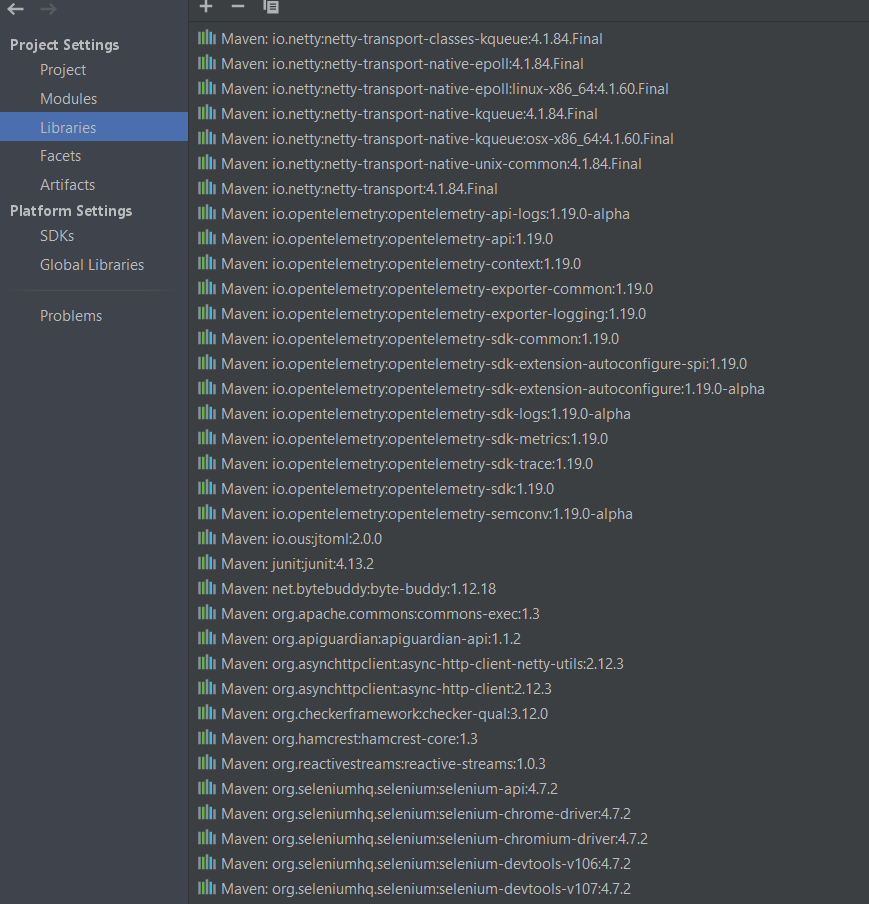 Project Settings
Project
Modules
Libraries
Facets
Artifacts
Platform Settings
SDKs
Global Libraries
Problems
Maven: io.netty:netty-transport-classes-kqueue:4.1.84.Final
Maven: io.netty:netty-transport-native-epoll:4.1.84.Final
Maven: io.netty:netty-transport-native-epoll:linux-x86_64:4.1.60.Final
Maven: io.netty:netty-transport-native-kqueue:4.1.84.Final
Maven: io.netty:netty-transport-native-kqueue:osx-x86_64:4.1.60.Final
Maven: io.netty:netty-transport-native-unix-common:4.1.84.Final
Maven: io.netty:netty-transport:4.1.84.Final
Maven: io.opentelemetry:opentelemetry-api-logs:1.19.0-alpha
Maven: io.opentelemetry:opentelemetry-api:1.19.0
Maven: io.opentelemetry:opentelemetry-context:1.19.0
Maven: io.opentelemetry:opentelemetry-exporter-common:1.19.0
Maven: io.opentelemetry:opentelemetry-exporter-logging:1.19.0
Maven: io.opentelemetry:opentelemetry-sdk-common:1.19.0
Maven: io.opentelemetry:opentelemetry-sdk-extension-autoconfigure-spi:1.19.0
Maven: io.opentelemetry:opentelemetry-sdk-extension-autoconfigure:1.19.0-alpha
Maven: io.opentelemetry:opentelemetry-sdk-logs:1.19.0-alpha
Maven: io.opentelemetry:opentelemetry-sdk-metrics:1.19.0
Maven: io.opentelemetry:opentelemetry-sdk-trace:1.19.0
Maven: io.opentelemetry:opentelemetry-sdk:1.19.0
Maven: io.opentelemetry:opentelemetry-semconv:1.19.0-alpha
Maven: io.ous:jtoml:2.0.0
Maven: junit:junit:4.13.2
Maven: net.bytebuddy:byte-buddy:1.12.18
Maven: org.apache.commons:commons-exec:1.3
Maven: org.apiguardian:apiguardian-api:1.1.2
Maven: org.asynchttpclient:async-http-client-netty-utils:2.12.3
Maven: org.asynchttpclient:async-http-client:2.12.3
Maven: org.checkerframework:checker-qual:3.12.0
Maven: org.hamcrest:hamcrest-core:1.3
Maven: org.reactivestreams:reactive-streams:1.0.3
Maven: org.seleniumhq.selenium:selenium-api:4.7.2
Maven: org.seleniumhq.selenium:selenium-chrome-driver:4.7.2
Maven: org.seleniumhq.selenium:selenium-chromium-driver:4.7.2
Maven: org.seleniumhq.selenium:selenium-devtools-v106:4.7.2
Maven: org.seleniumhq.selenium:selenium-devtools-v107:4.7.2